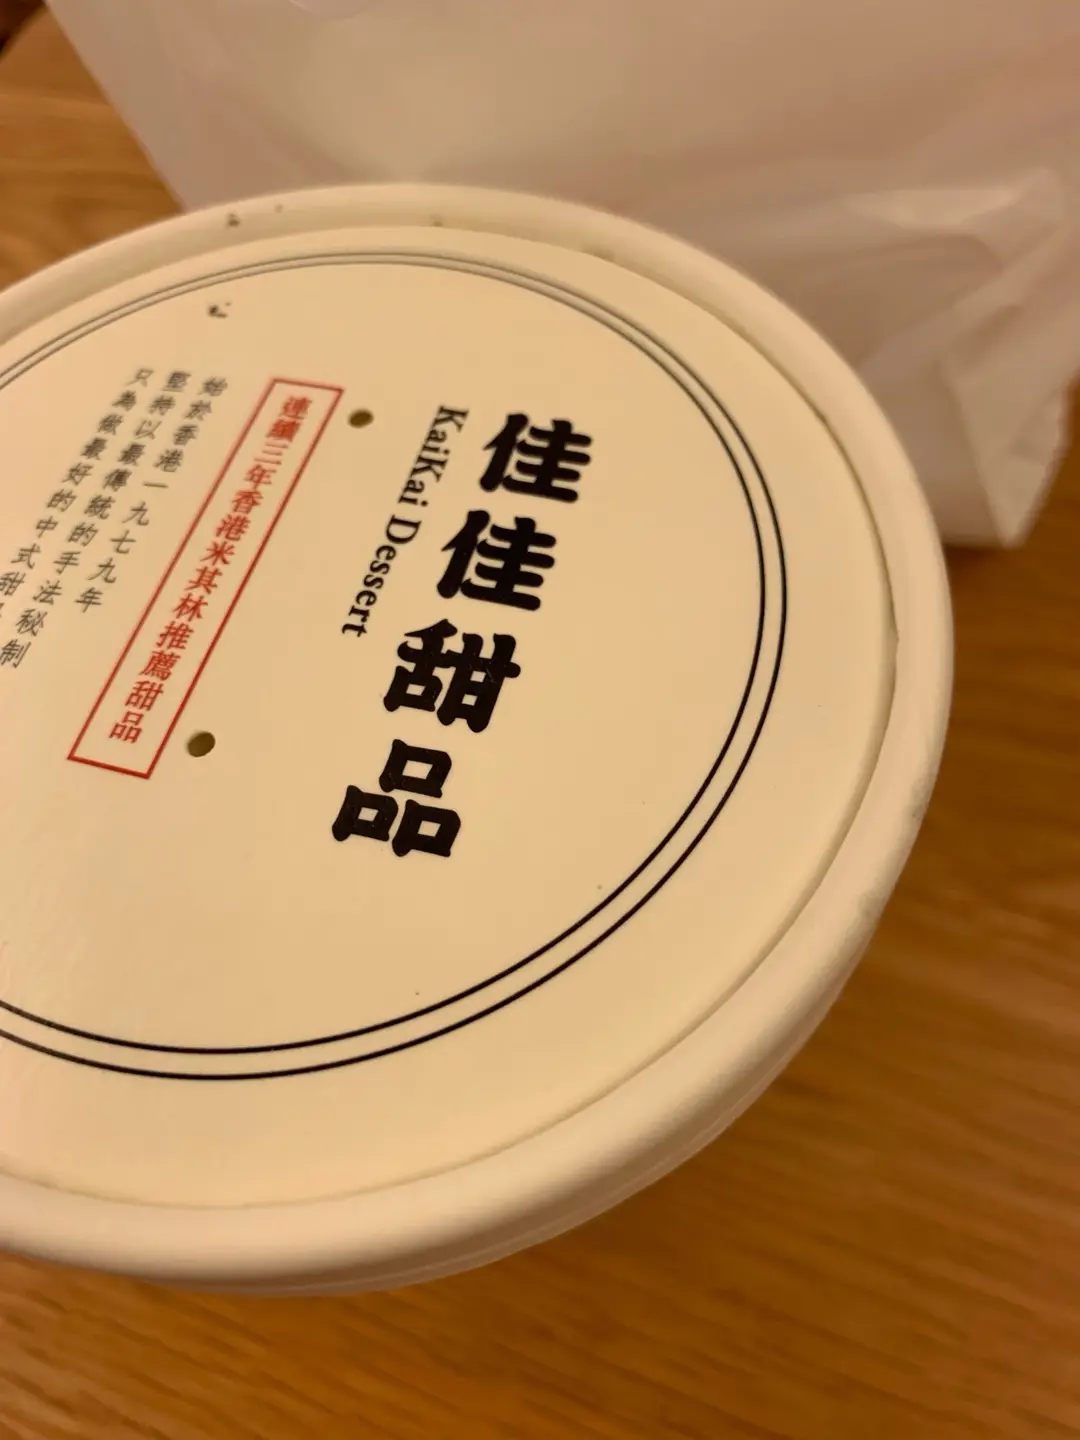 佳佳甜品
KaiKai Dessert
連續三年香港米其林推薦甜品
始於香港一九七九年
堅持以最傳統的手法秘制
只為做最好的中式甜